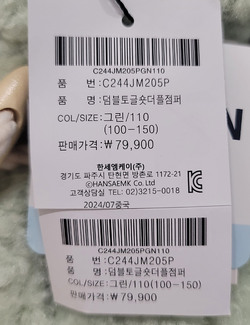 C244JM205PGN110
품 번:C244JM205P
품 명:덤블토글숏더플점퍼
COL/SIZE:그린/110
(100-150)
판매가격:₩79,900
한세엠케이(주)
경기도 파주시 탄현면 방촌로 1172-21
ⓒHANSAEMK Co.Ltd
고객상담실 TEL:02)3215-0018
2024/07중국
N
C244JM205PGN110
품 번:C244JM205P
품 명:덤블토글숏더플점퍼
COL/SIZE:그린/110(100-150)
판매가격:₩79,900